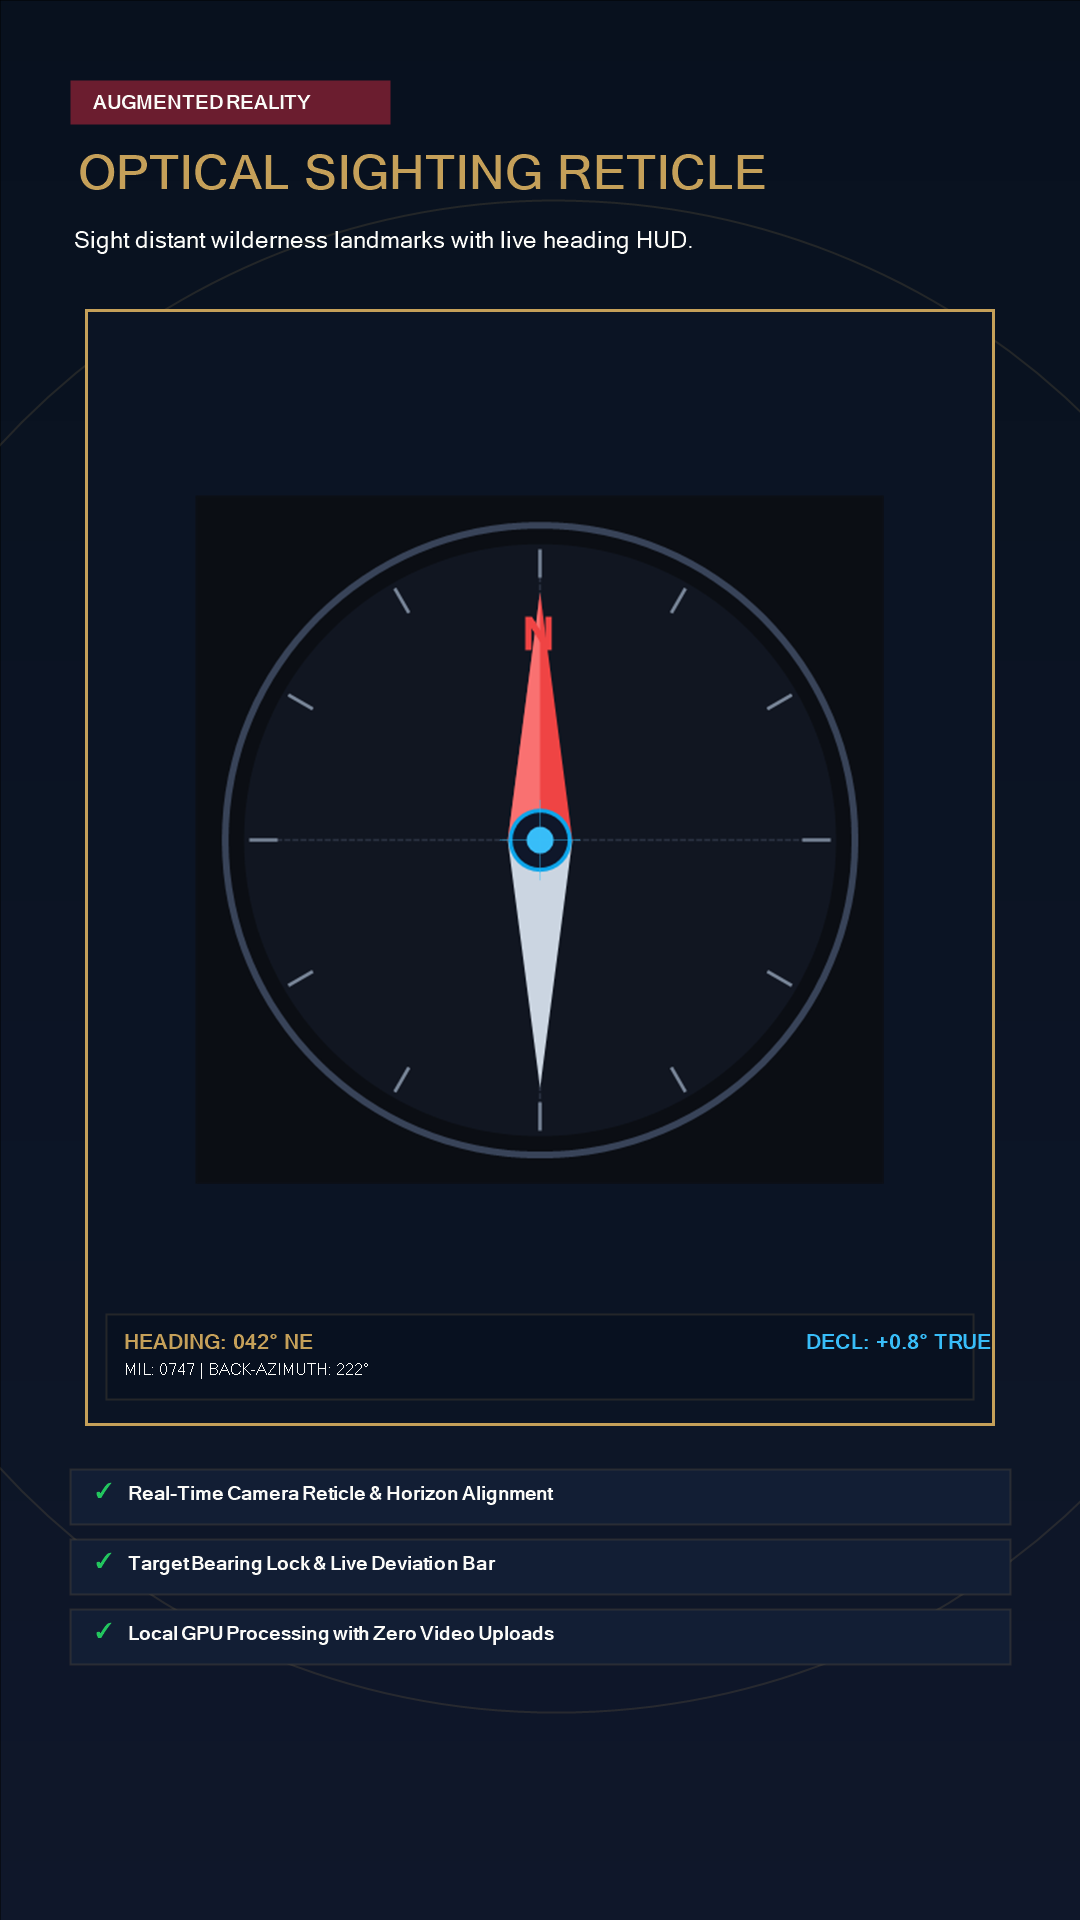 AUGMENTED REALITY
OPTICAL SIGHTING RETICLE
Sight distant wilderness landmarks with live heading HUD.
N
HEADING: 042° NE
DECL: +0.8° TRUE
MIL: 0747 | BACK-AZIMUTH: 222°
✓ Real-Time Camera Reticle & Horizon Alignment
✓ Target Bearing Lock & Live Deviation Bar
✓ Local GPU Processing with Zero Video Uploads